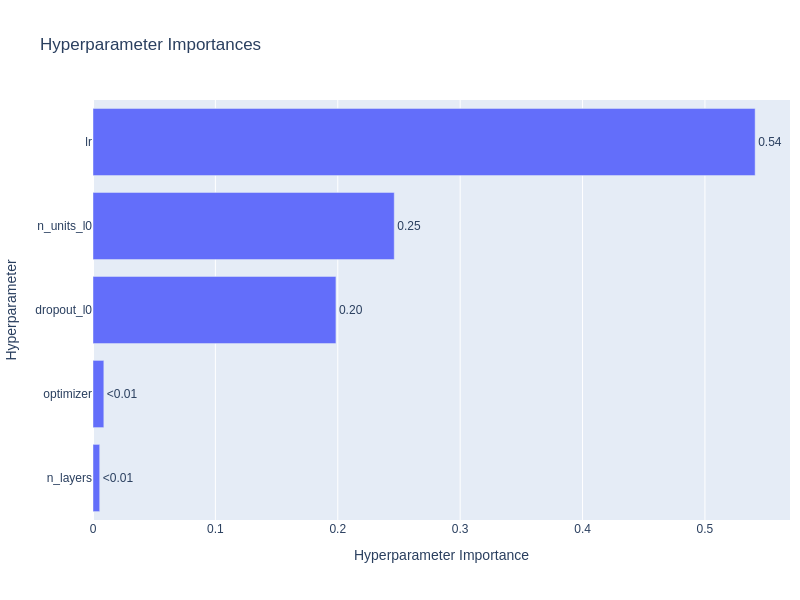 Hyperparameter Importances
lr
0.54
n_units_l0
0.25
dropout_l0
0.20
optimizer
<0.01
n_layers
<0.01
0
0.1
0.2
0.3
0.4
0.5
Hyperparameter Importance
Hyperparameter